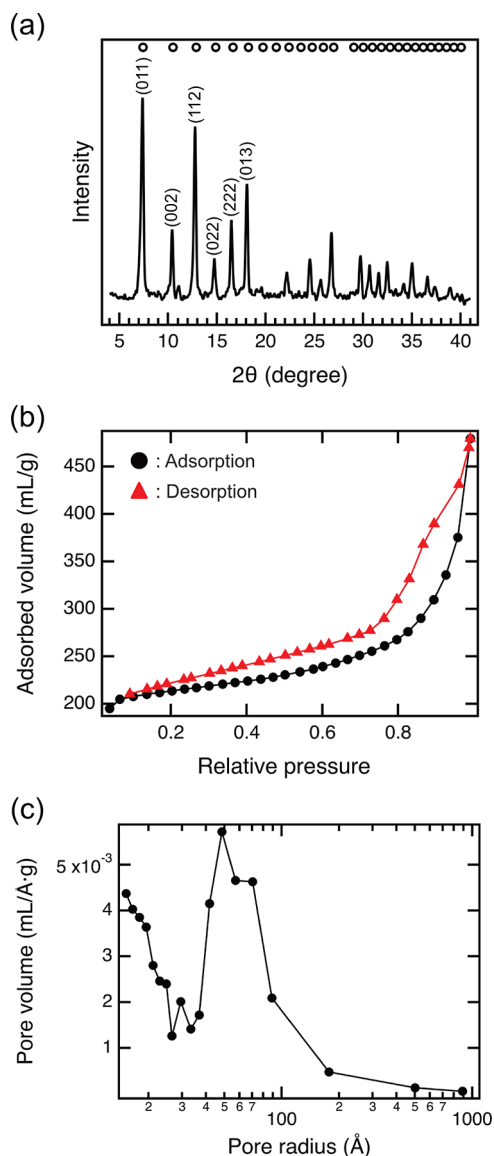 (a)
(011)
(002)
(112)
(022)
(222)
(013)
Intensity
5 10 15 20 25 30 35 40
2θ (degree)
(b)
Adsorbed volume (mL/g)
450
400
350
300
250
200
: Adsorption
: Desorption
0.2 0.4 0.6 0.8
Relative pressure
(c)
Pore volume (mL/Å·g)
5 x10⁻³
4
3
2
1
2 3 4 5 6 7 100 2 3 4 5 6 7 1000
Pore radius (Å)